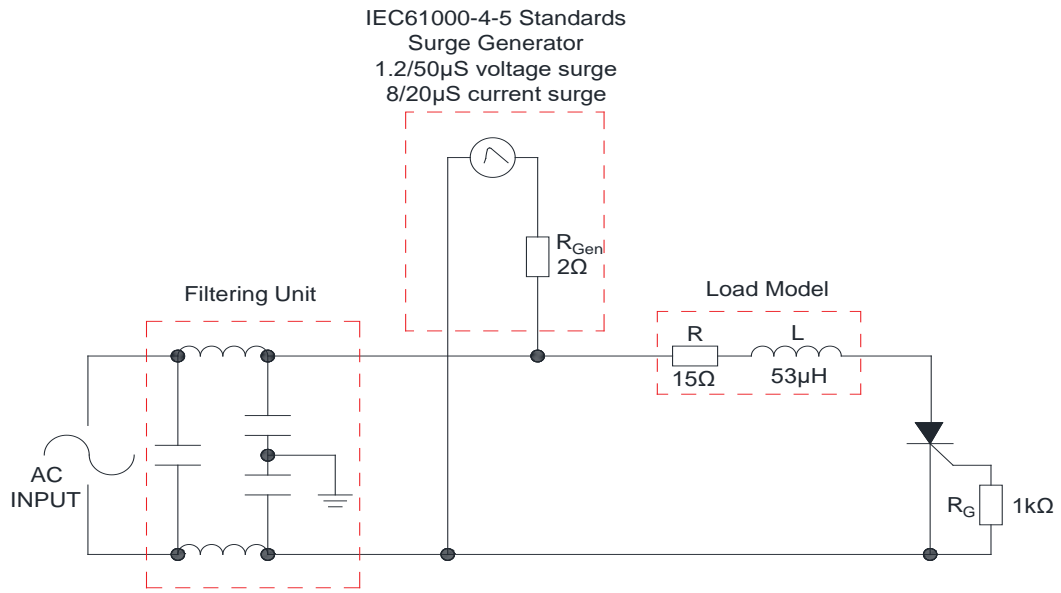 IEC61000-4-5 Standards
Surge Generator
1.2/50μS voltage surge
8/20μS current surge
R_Gen
2Ω
Filtering Unit
Load Model
R
L
15Ω
53μH
AC
INPUT
R_G
1kΩ